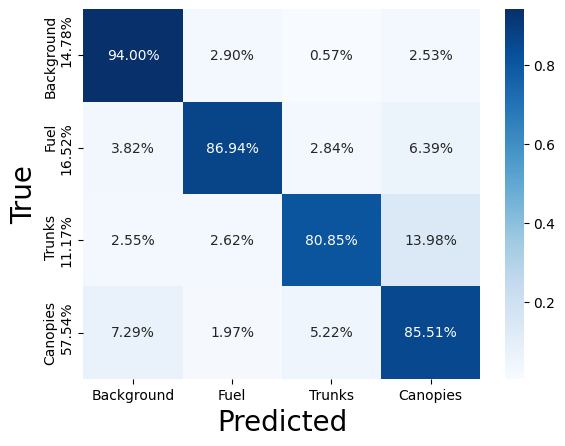 True
Background
14.78%
94.00% 2.90% 0.57% 2.53%
Fuel
16.52%
3.82% 86.94% 2.84% 6.39%
Trunks
11.17%
2.55% 2.62% 80.85% 13.98%
Canopies
57.54%
7.29% 1.97% 5.22% 85.51%
Background Fuel Trunks Canopies
Predicted
0.8
0.6
0.4
0.2